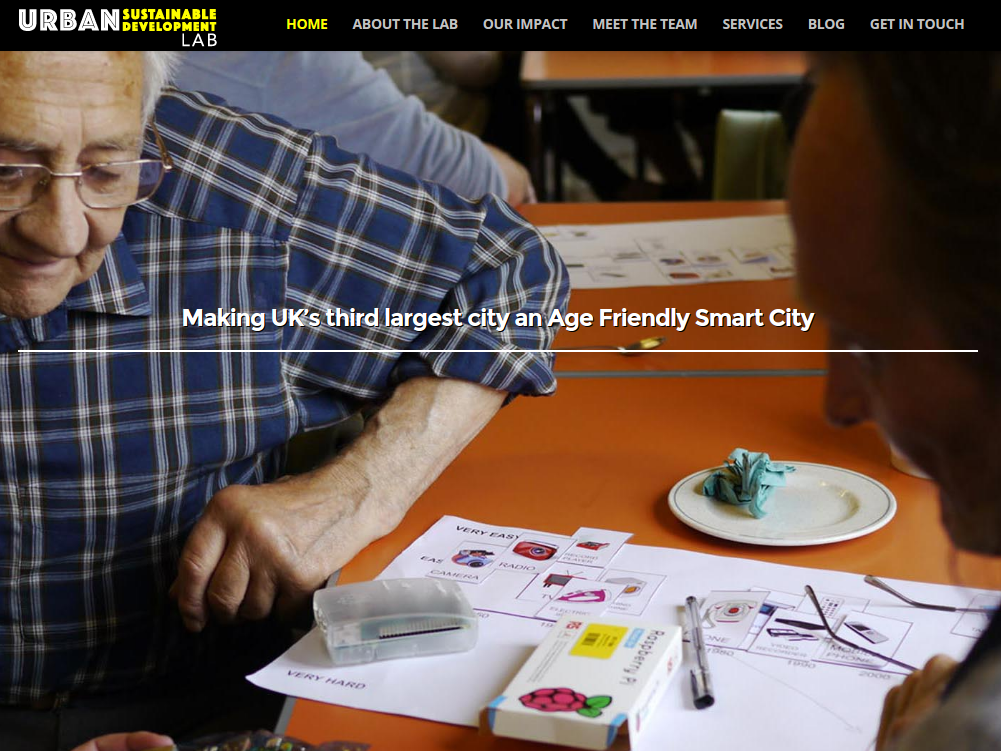 URBAN SUSTAINABLE
DEVELOPMENT
LAB
HOME ABOUT THE LAB OUR IMPACT MEET THE TEAM SERVICES BLOG GET IN TOUCH
Making UK's third largest city an Age Friendly Smart City
VERY EASY
RECORD
PLAYER
RADIO
CAMERA
TV
ELECTRIC
1980
VIDEO
RECORDER
1990
MOBILE
PHONE
2000
Raspberry Pi
VERY HARD